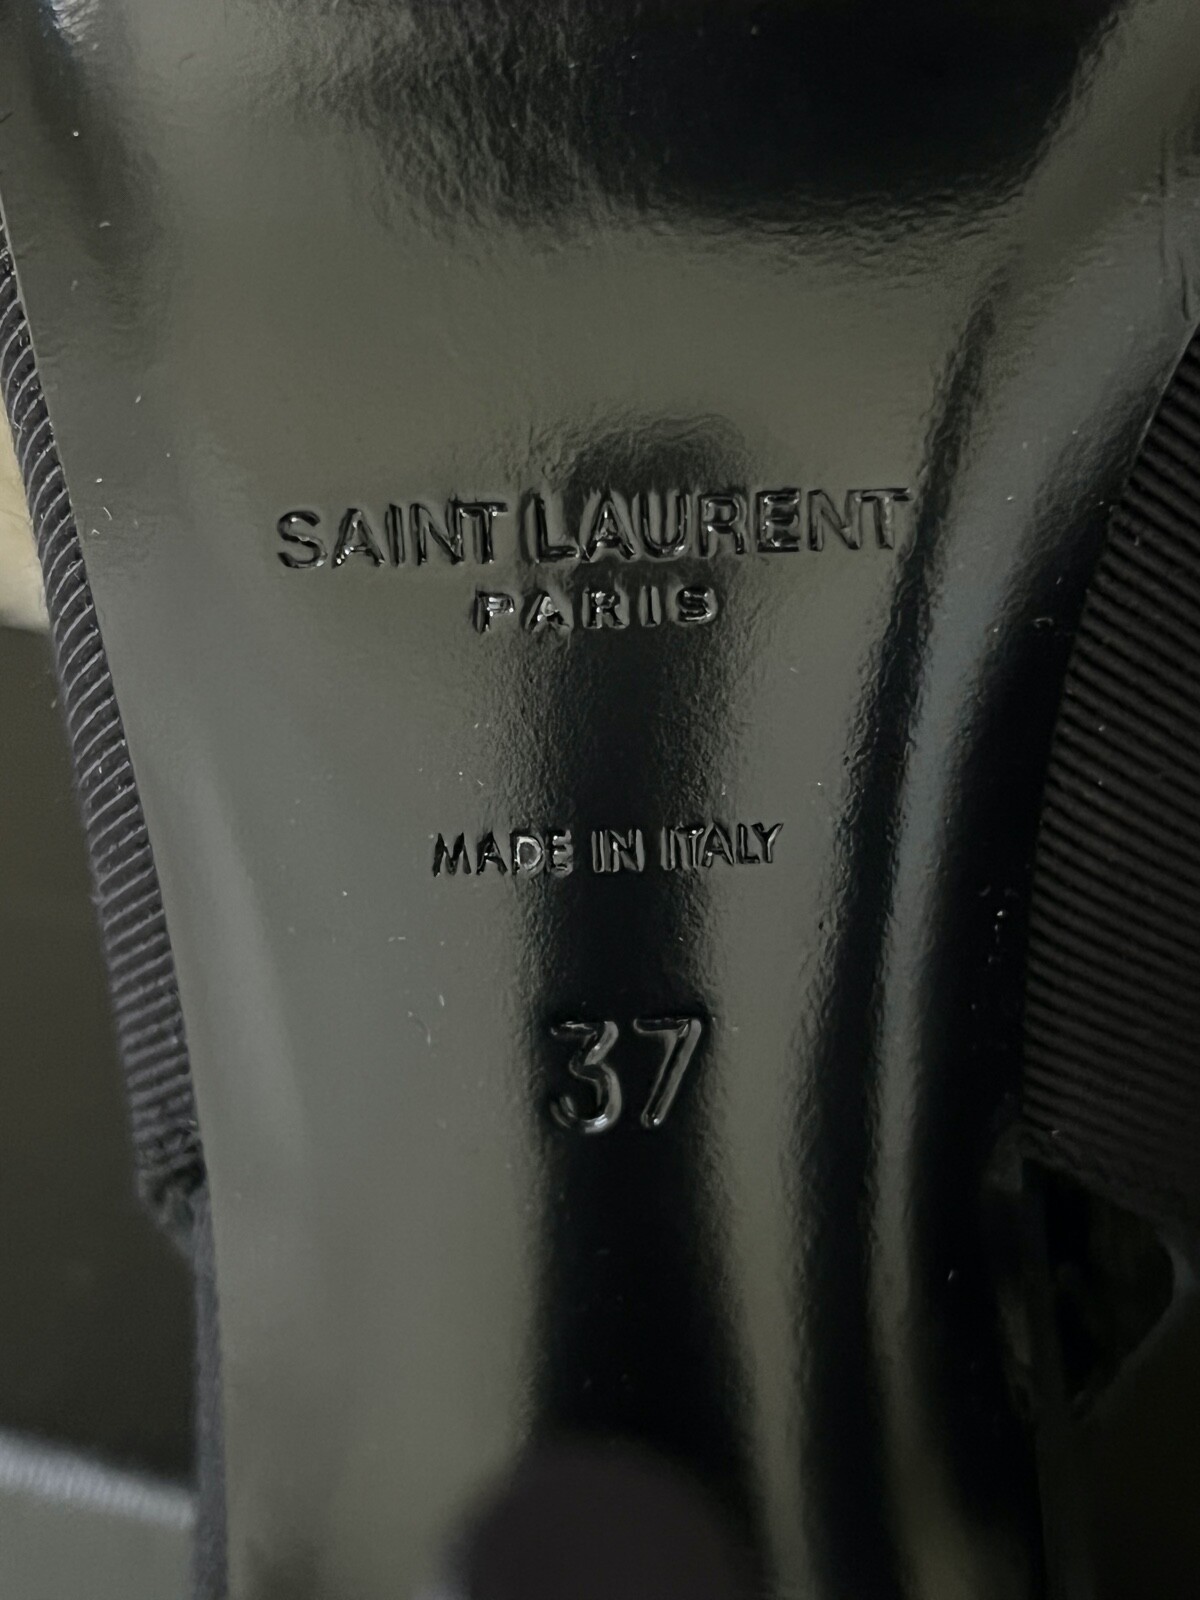 SAINT LAURENT
PARIS
MADE IN ITALY
37